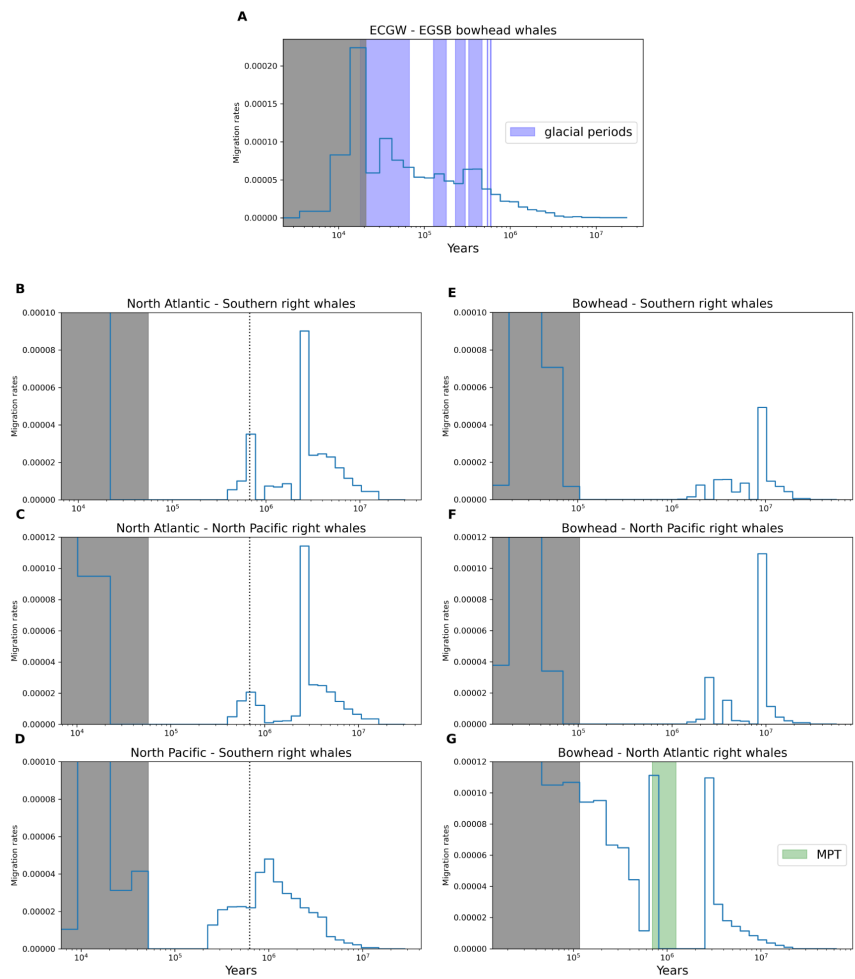 A
ECGW - EGSB bowhead whales
Migration rates
0.00020
0.00015
0.00010
0.00005
0.00000
glacial periods
10⁴ 10⁵ 10⁶ 10⁷
Years
B
North Atlantic - Southern right whales
Migration rates
0.00010
0.00008
0.00006
0.00004
0.00002
0.00000
10⁴ 10⁵ 10⁶ 10⁷
C
North Atlantic - North Pacific right whales
Migration rates
0.00012
0.00010
0.00008
0.00006
0.00004
0.00002
0.00000
10⁴ 10⁵ 10⁶ 10⁷
D
North Pacific - Southern right whales
Migration rates
0.00010
0.00008
0.00006
0.00004
0.00002
0.00000
10⁴ 10⁵ 10⁶ 10⁷
Years
E
Bowhead - Southern right whales
Migration rates
0.00010
0.00008
0.00006
0.00004
0.00002
0.00000
10⁵ 10⁶ 10⁷
F
Bowhead - North Pacific right whales
Migration rates
0.00012
0.00010
0.00008
0.00006
0.00004
0.00002
0.00000
10⁵ 10⁶ 10⁷
G
Bowhead - North Atlantic right whales
Migration rates
0.00012
0.00010
0.00008
0.00006
0.00004
0.00002
0.00000
MPT
10⁵ 10⁶ 10⁷
Years